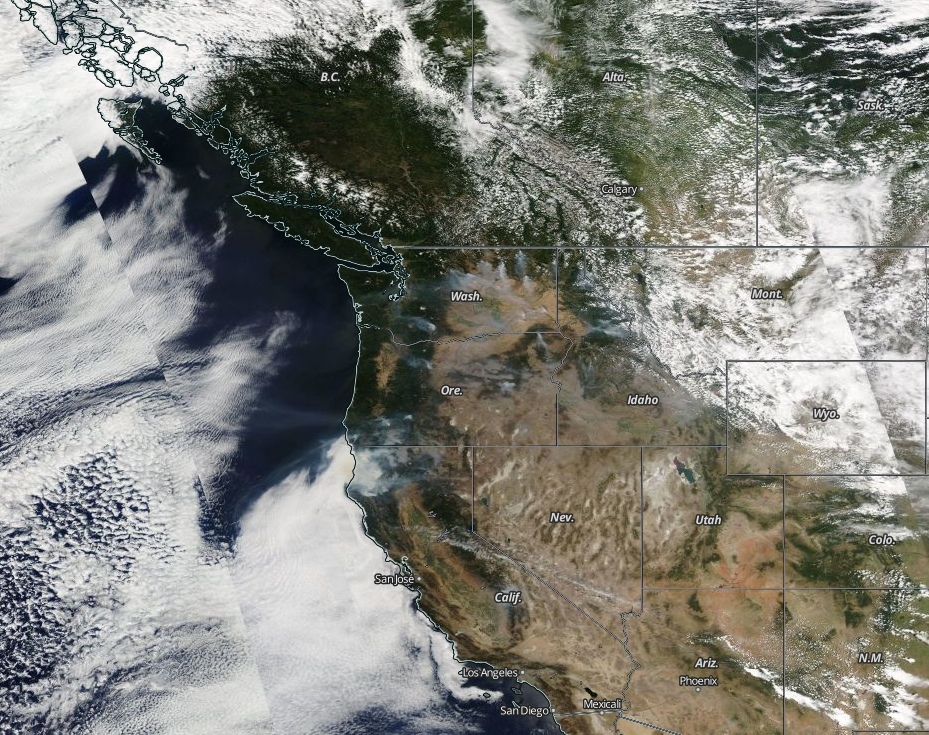 B.C.
Alta.
Sask.
Calgary
Wash.
Mont.
Ore.
Idaho
Wyo.
Nev.
Utah
Colo.
San Jose
Calif.
Ariz.
N.M.
Los Angeles
Phoenix
San Diego
Mexicali